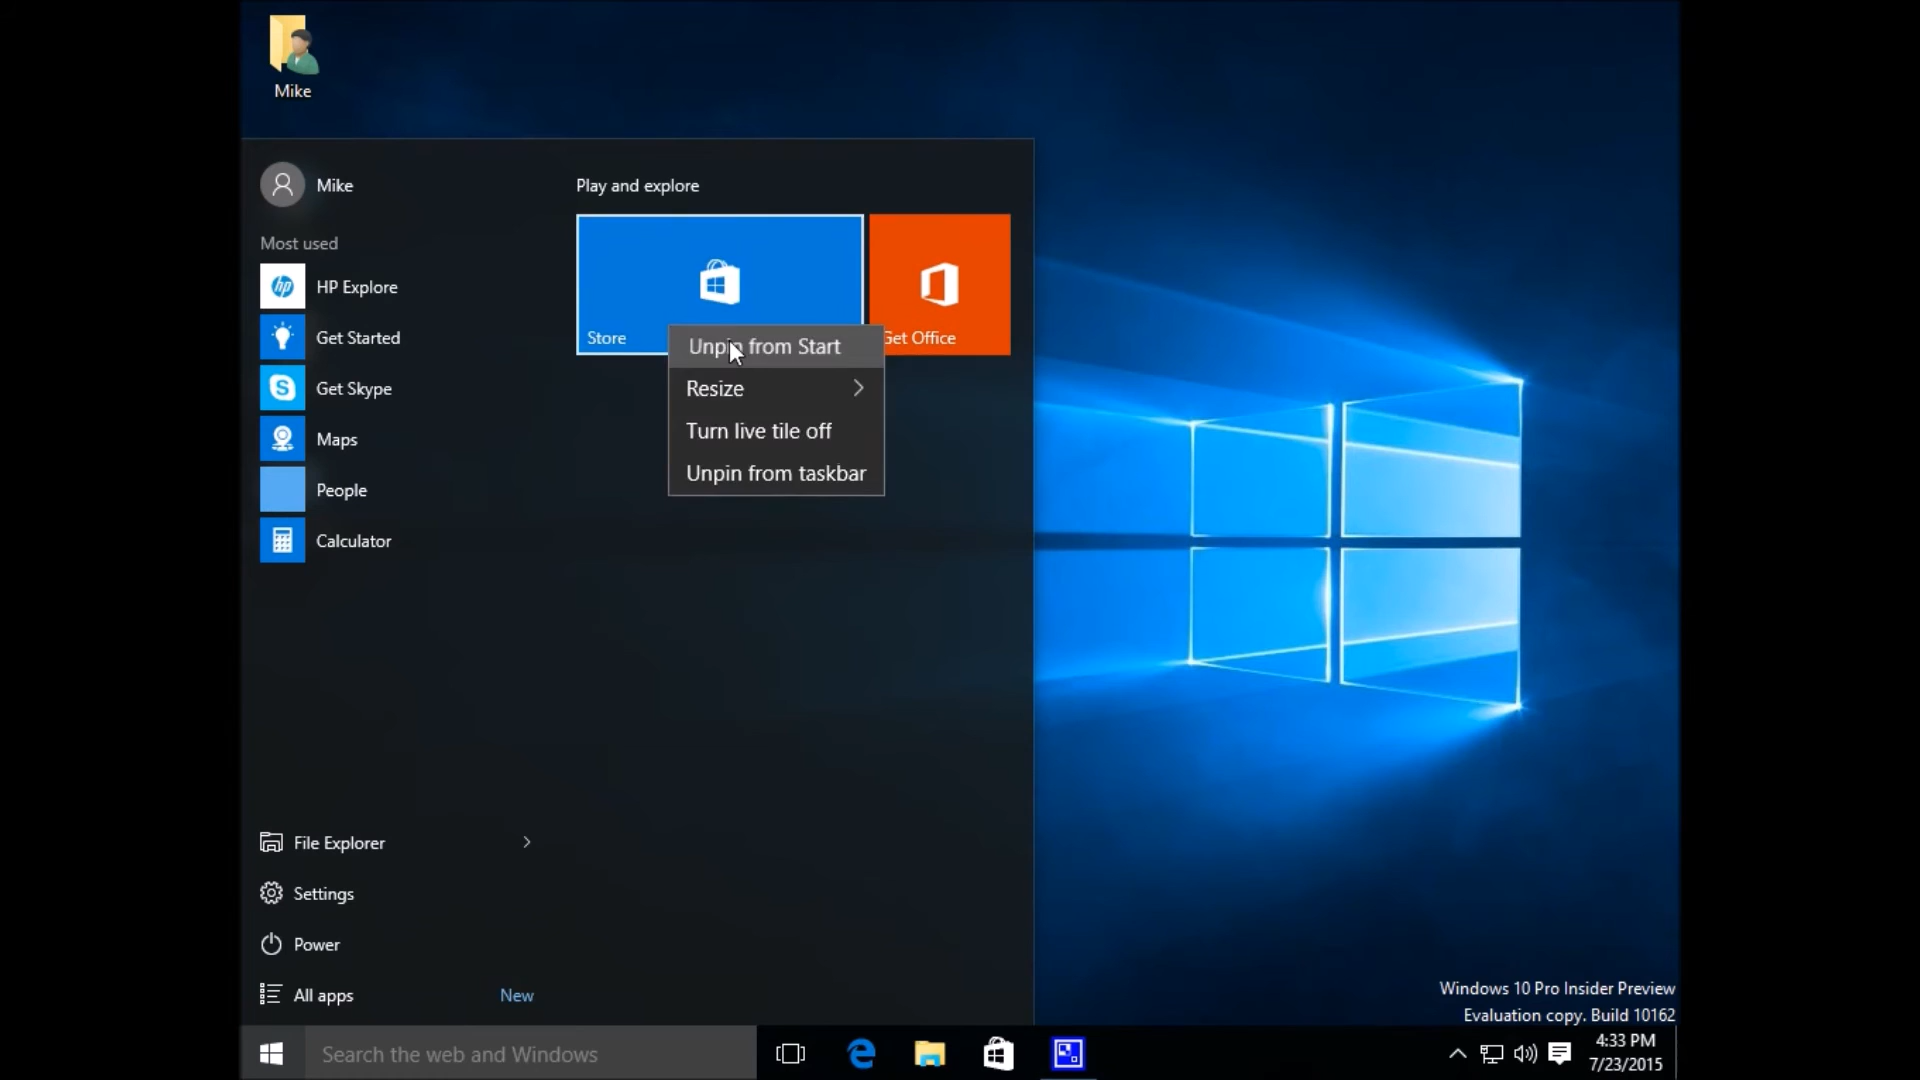 Mike
Mike
Play and explore
Most used
hp
HP Explore
Get Started
S
Get Skype
Maps
People
Calculator
Store
Get Office
Unpin from Start
Resize
Turn live tile off
Unpin from taskbar
File Explorer
Settings
Power
All apps
New
Windows 10 Pro Insider Preview
Evaluation copy. Build 10162
Search the web and Windows
4:33 PM
7/23/2015